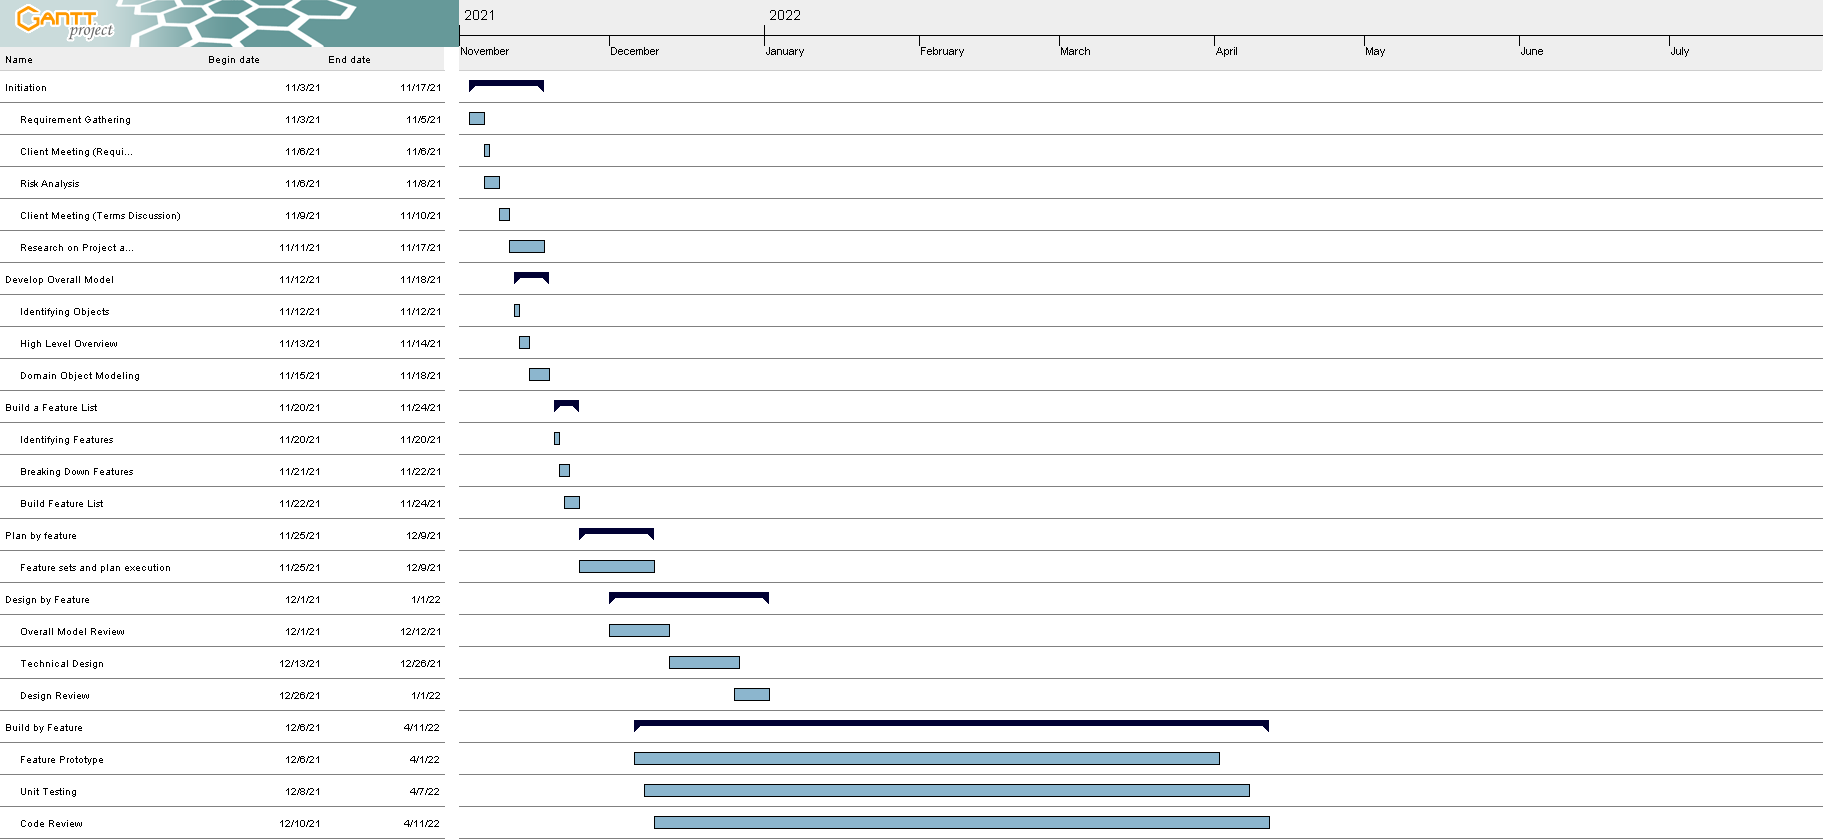 GANTT
project
2021 2022
November December January February March April May June July
Name Begin date End date
Initiation 11/3/21 11/17/21
Requirement Gathering 11/3/21 11/5/21
Client Meeting (Requi... 11/6/21 11/6/21
Risk Analysis 11/6/21 11/8/21
Client Meeting (Terms Discussion) 11/9/21 11/10/21
Research on Project a... 11/11/21 11/17/21
Develop Overall Model 11/12/21 11/18/21
Identifying Objects 11/12/21 11/12/21
High Level Overview 11/13/21 11/14/21
Domain Object Modeling 11/15/21 11/18/21
Build a Feature List 11/20/21 11/24/21
Identifying Features 11/20/21 11/20/21
Breaking Down Features 11/21/21 11/22/21
Build Feature List 11/22/21 11/24/21
Plan by feature 11/25/21 12/9/21
Feature sets and plan execution 11/25/21 12/9/21
Design by Feature 12/1/21 1/1/22
Overall Model Review 12/1/21 12/12/21
Technical Design 12/13/21 12/26/21
Design Review 12/26/21 1/1/22
Build by Feature 12/6/21 4/11/22
Feature Prototype 12/6/21 4/1/22
Unit Testing 12/8/21 4/7/22
Code Review 12/10/21 4/11/22